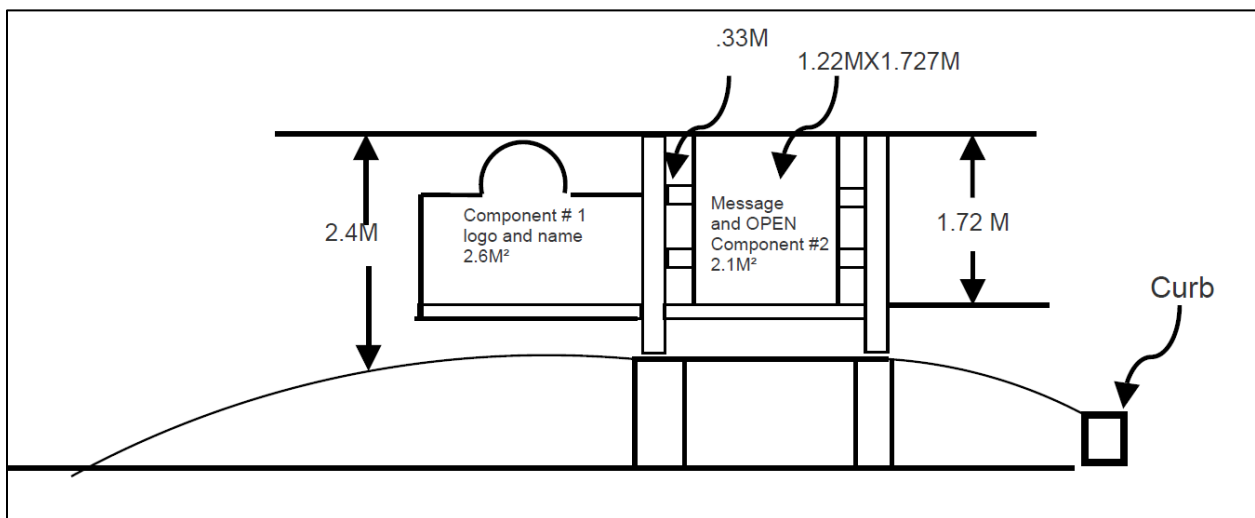 .33M
1.22MX1.727M
2.4M
Component # 1
logo and name
2.6M²
Message
and OPEN
Component #2
2.1M²
1.72 M
Curb